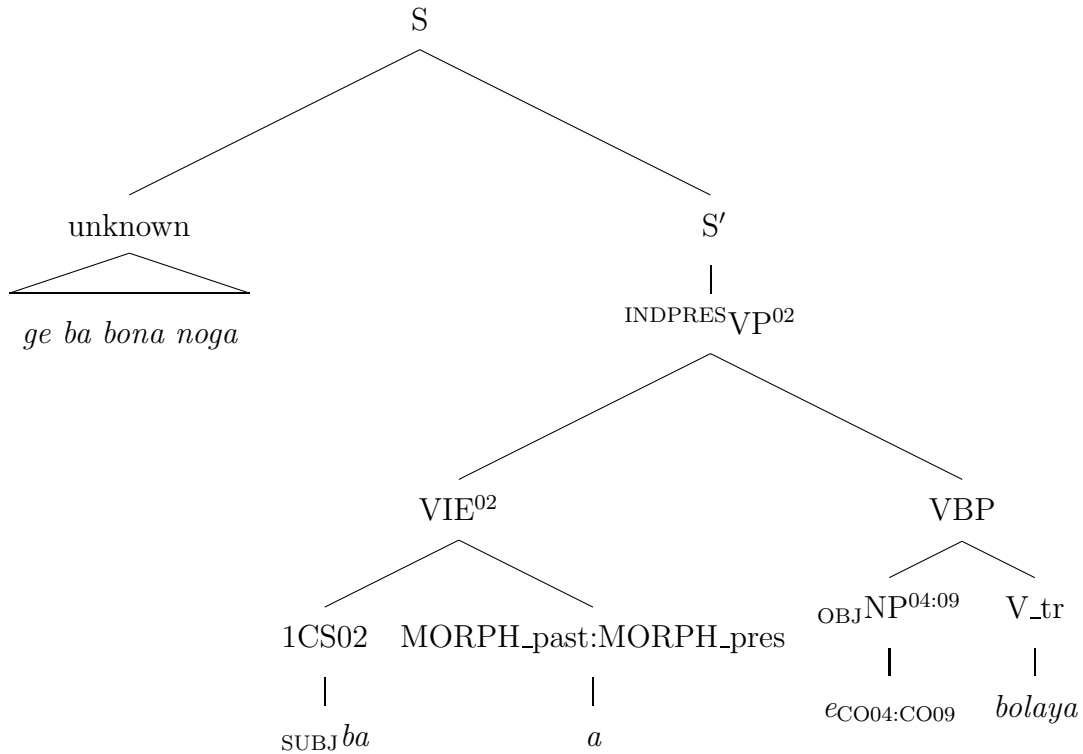 S
unknown S′
ge ba bona noga
INDPRESVP02
VIE02 VBP
OBJNP04:09 V_tr
1CS02 MORPH_past:MORPH_pres
eCO04:CO09 bolaya
SUBJba a